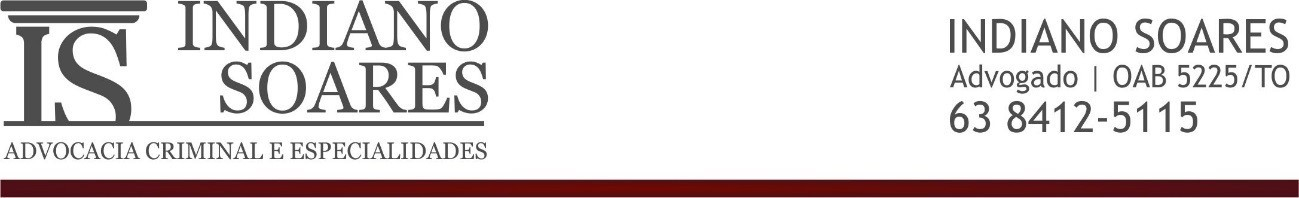 IS
INDIANO
SOARES
ADVOCACIA CRIMINAL E ESPECIALIDADES
INDIANO SOARES
Advogado | OAB 5225/TO
63 8412-5115